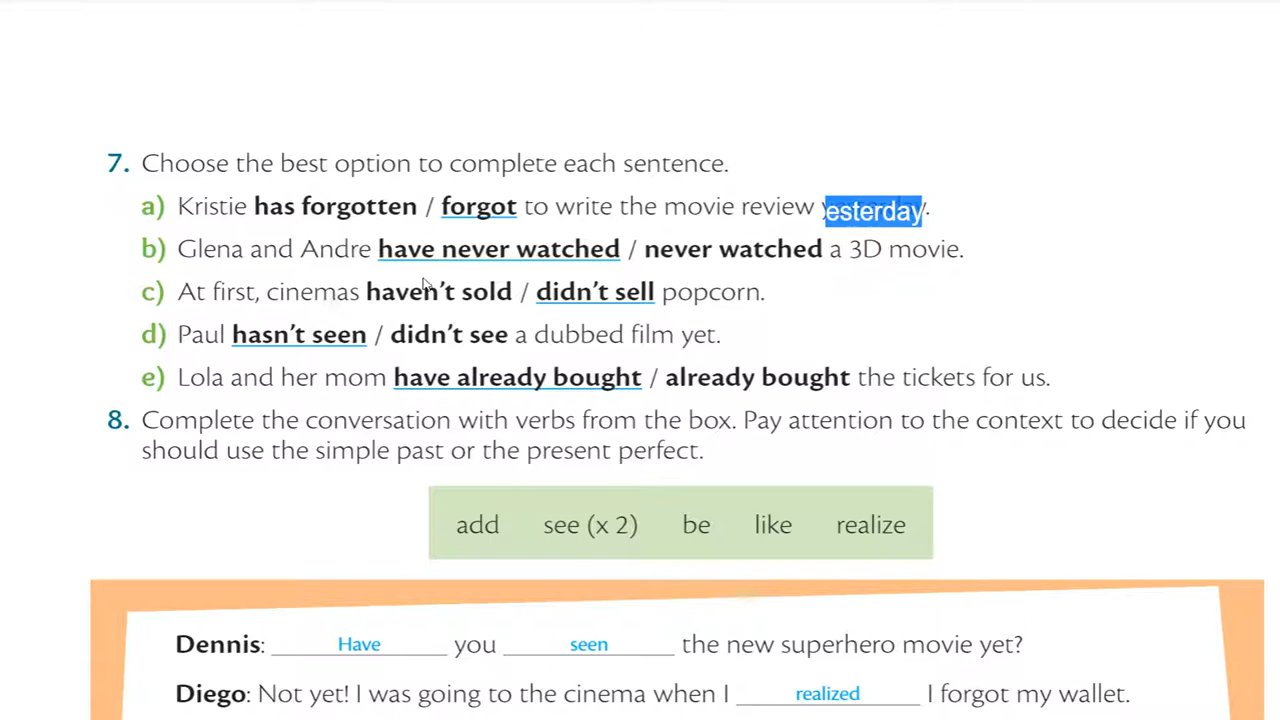 7. Choose the best option to complete each sentence.
a) Kristie has forgotten / forgot to write the movie review yesterday.
b) Glena and Andre have never watched / never watched a 3D movie.
c) At first, cinemas haven't sold / didn't sell popcorn.
d) Paul hasn't seen / didn't see a dubbed film yet.
e) Lola and her mom have already bought / already bought the tickets for us.
8. Complete the conversation with verbs from the box. Pay attention to the context to decide if you
should use the simple past or the present perfect.
add see (x 2) be like realize
Dennis: Have you seen the new superhero movie yet?
Diego: Not yet! I was going to the cinema when I realized I forgot my wallet.